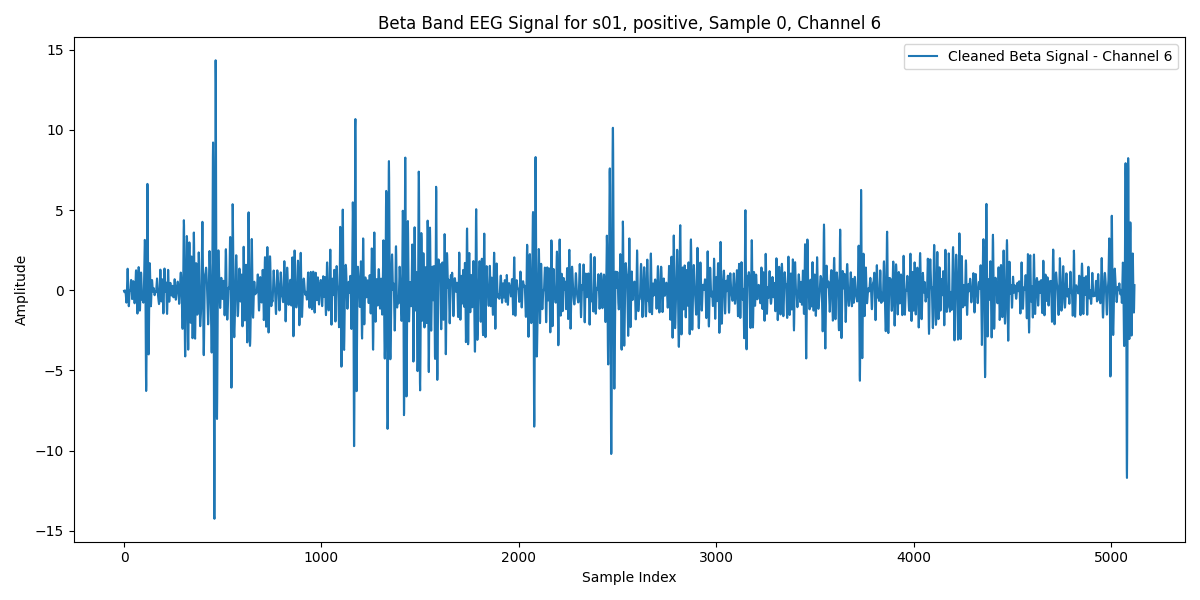 Beta Band EEG Signal for s01, positive, Sample 0, Channel 6
Cleaned Beta Signal - Channel 6
15
10
5
0
−5
−10
−15
Amplitude
0 1000 2000 3000 4000 5000
Sample Index